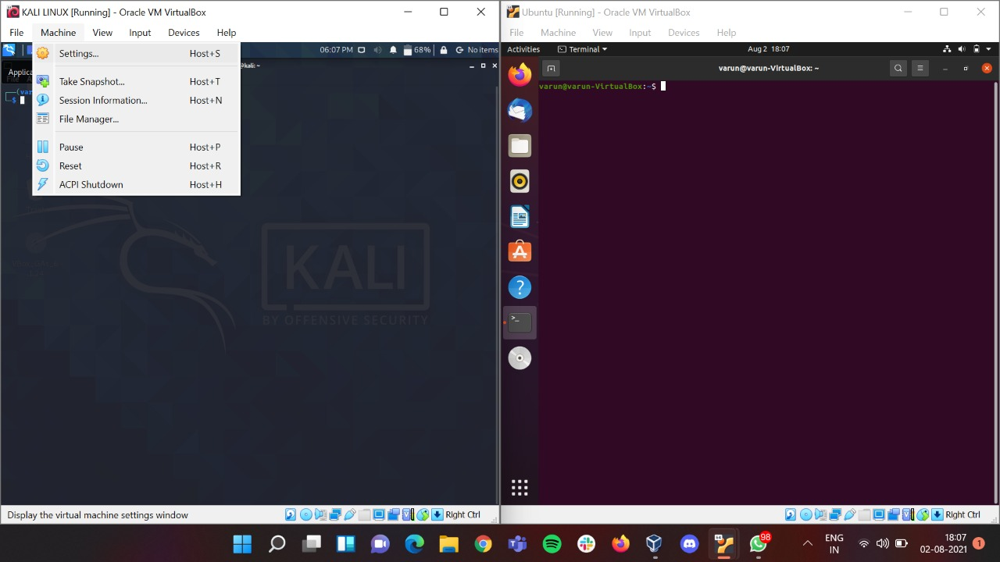 KALI LINUX [Running] - Oracle VM VirtualBox
File Machine View Input Devices Help
06:07 PM 68% No items
Settings... Host+S
Take Snapshot... Host+T
Session Information... Host+N
File Manager... 
Pause Host+P
Reset Host+R
ACPI Shutdown Host+H
Applica
@kali: ~
File A
(var
$
KALI
BY OFFENSIVE SECURITY
Display the virtual machine settings window
Right Ctrl
Ubuntu [Running] - Oracle VM VirtualBox
File Machine View Input Devices Help
Activities Terminal Aug 2 18:07
varun@varun-VirtualBox: ~
varun@varun-VirtualBox:~$
>_
Right Ctrl
98
ENG
IN
18:07
02-08-2021
1